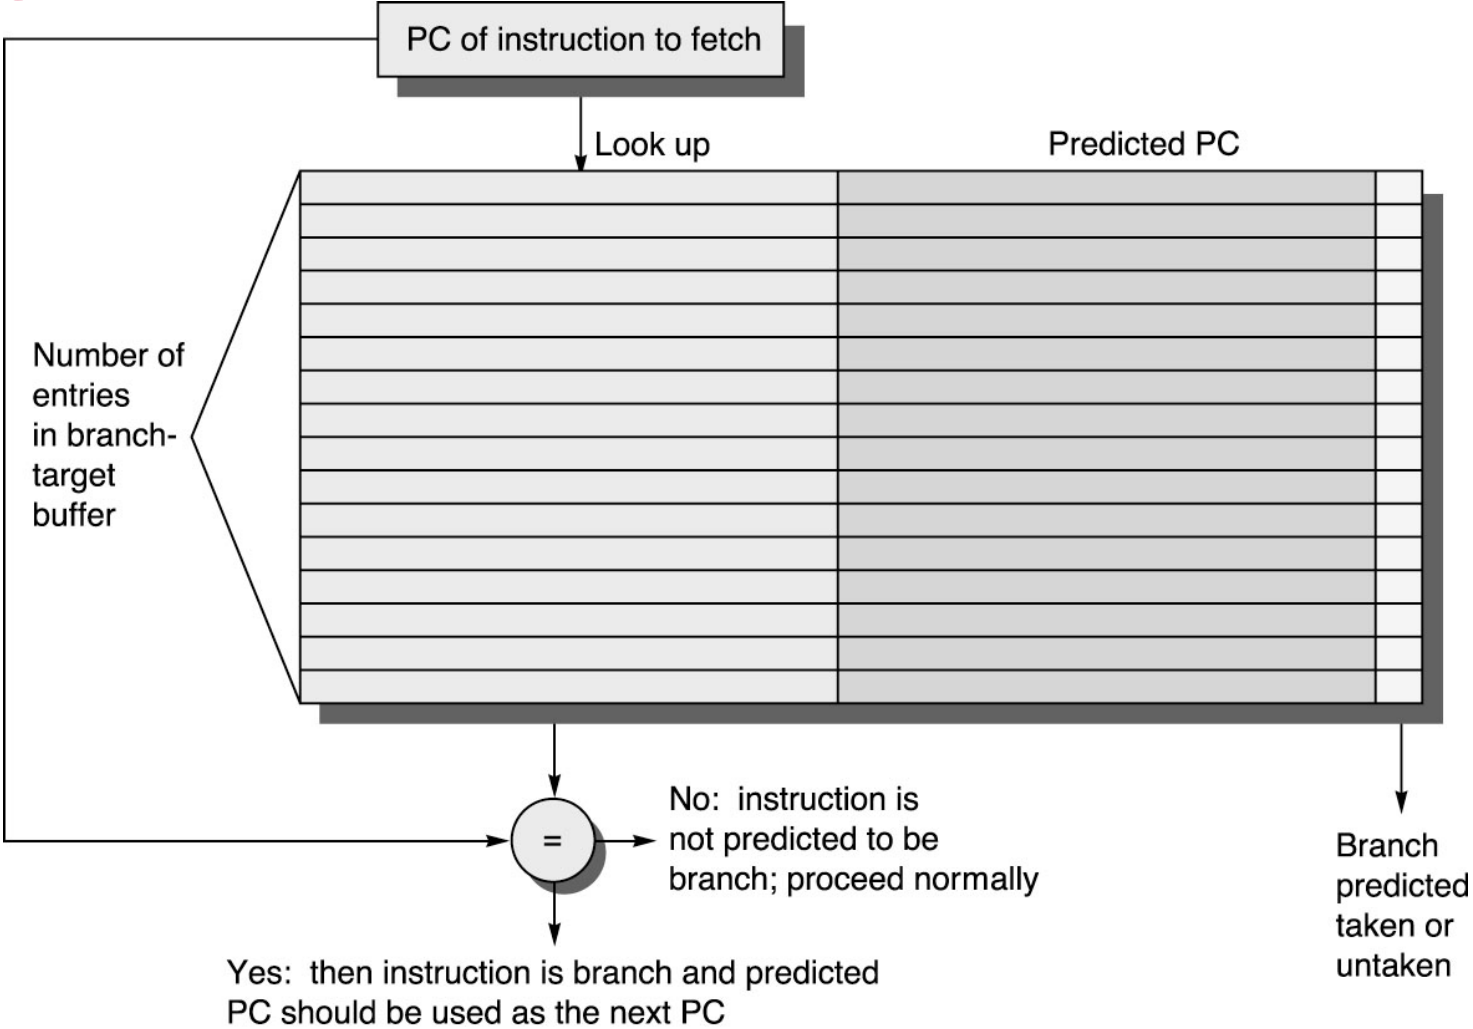 PC of instruction to fetch
Look up
Predicted PC
Number of
entries
in branch-
target
buffer
=
No: instruction is
not predicted to be
branch; proceed normally
Yes: then instruction is branch and predicted
PC should be used as the next PC
Branch
predicted
taken or
untaken